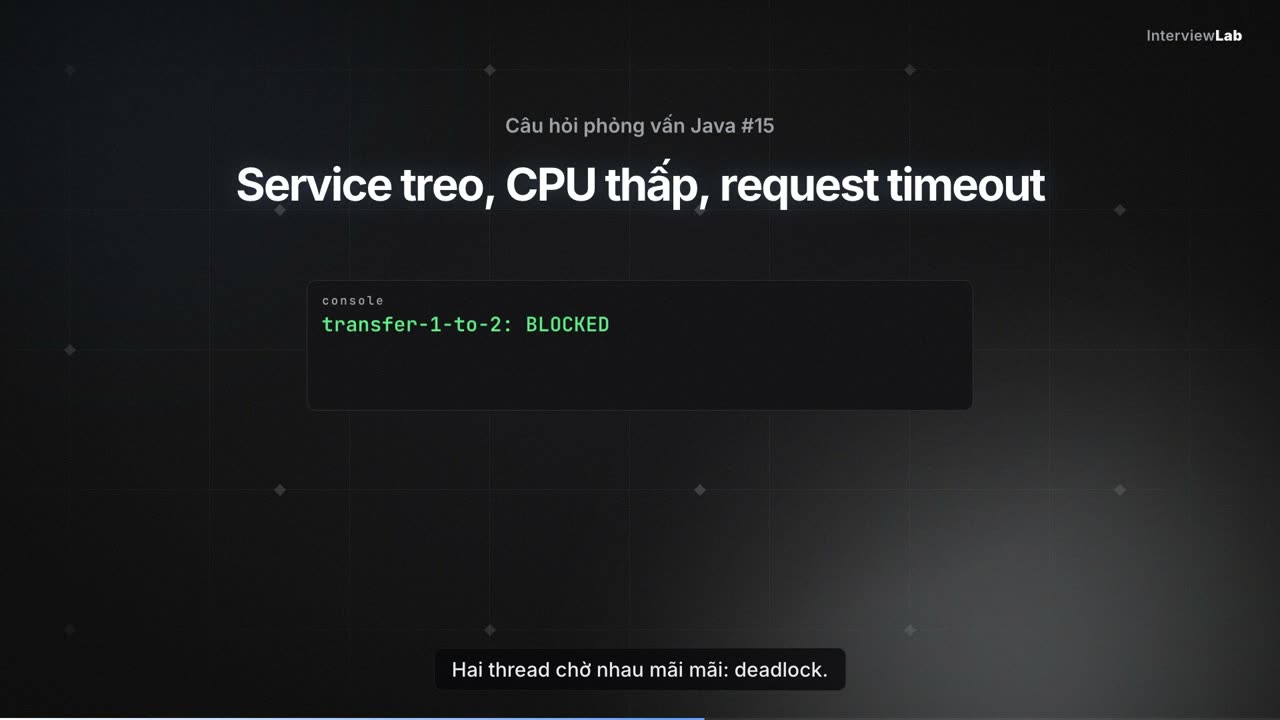 InterviewLab
Câu hỏi phỏng vấn Java #15
Service treo, CPU thấp, request timeout
console
transfer-1-to-2: BLOCKED
Hai thread chờ nhau mãi mãi: deadlock.